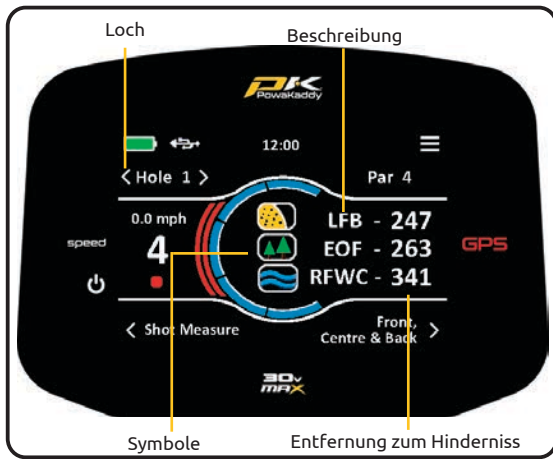 Loch
Beschreibung
PK
PowaKaddy
12:00
< Hole 1 >
Par 4
0.0 mph
speed
4
LFB - 247
EOF - 263
RFWC - 341
GPS
< Shot Measure
Front,
Centre & Back >
30v
MAX
Symbole
Entfernung zum Hinderniss